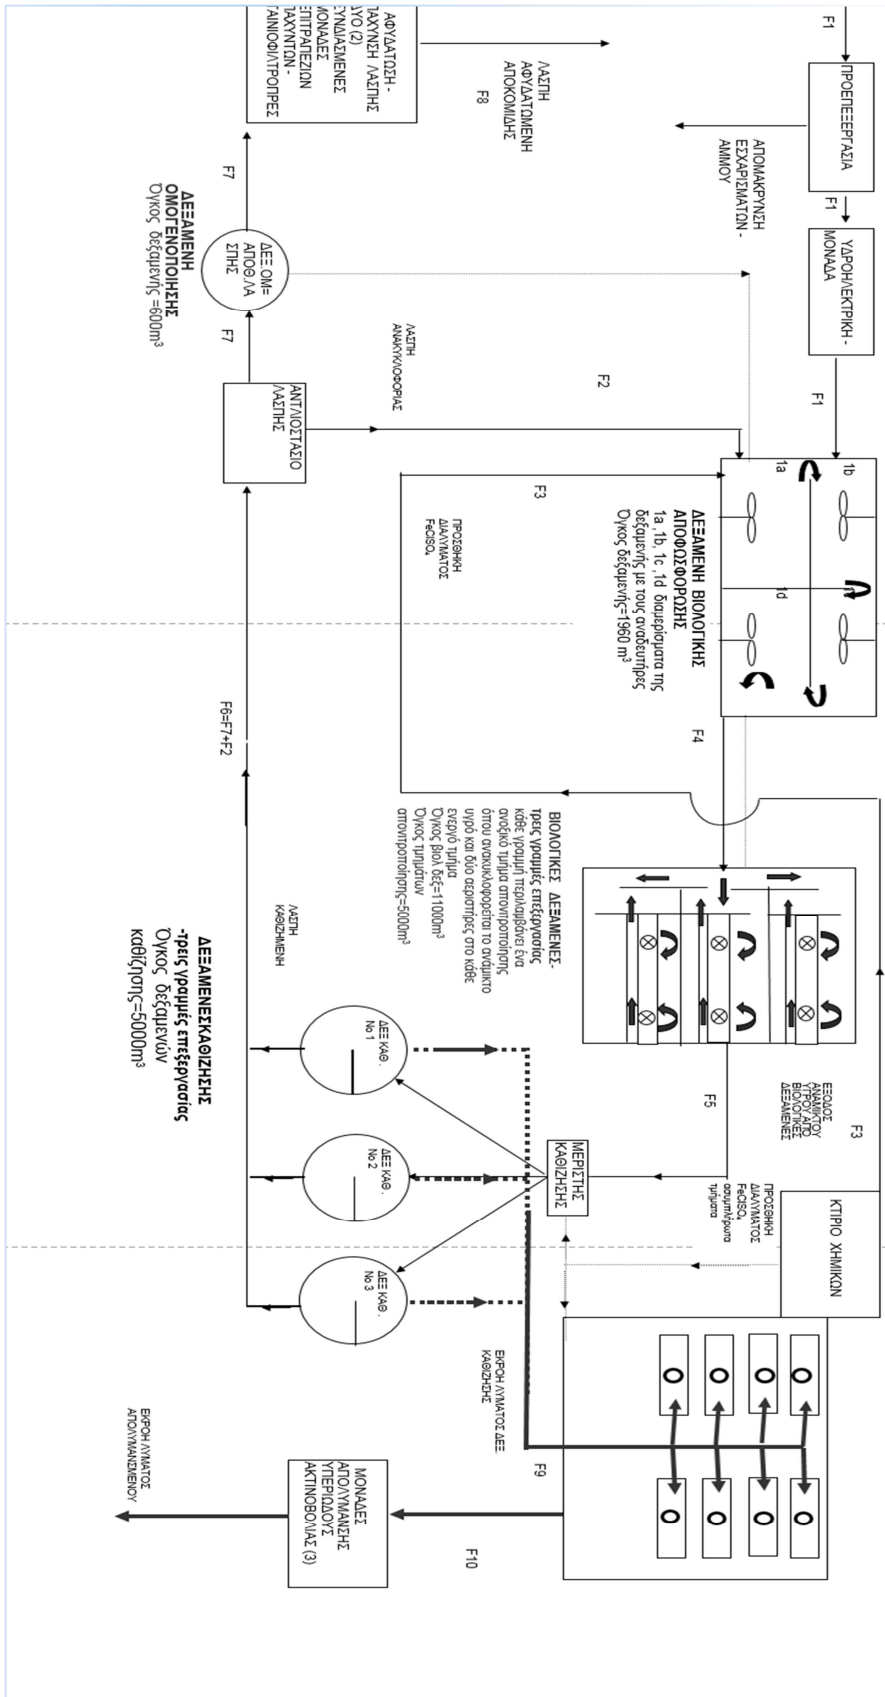 F1
ΠΡΟΕΠΕΞΕΡΓΑΣΙΑ
F1
ΑΠΟΜΑΚΡΥΝΣΗ
ΕΣΧΑΡΙΣΜΑΤΩΝ -
ΑΜΜΟΥ
ΥΔΡΟΗΛΕΚΤΡΙΚΗ -
ΜΟΝΑΔΑ
F1
ΑΦΥΔΑΤΩΣΗ -
ΠΑΧΥΝΣΗ ΛΑΣΠΗΣ
ΔΥΟ (2)
ΣΥΝΔΙΑΣΜΕΝΕΣ
ΜΟΝΑΔΕΣ
ΕΠΙΤΡΑΠΕΖΙΩΝ
ΠΑΧΥΝΤΩΝ -
ΤΑΙΝΙΟΦΙΛΤΡΟΠΡΕΣ
ΛΑΣΠΗ
ΑΦΥΔΑΤΩΜΕΝΗ
ΑΠΟΚΟΜΙΔΗΣ
F8
F7
ΔΕΞ.ΟΜ=
ΑΠΟΘ.ΛΑ
ΣΠΗΣ
ΔΕΞΑΜΕΝΗ
ΟΜΟΓΕΝΟΠΟΙΗΣΗΣ
Όγκος δεξαμενής =600m³
F7
ΑΝΤΛΙΟΣΤΑΣΙΟ
ΛΑΣΠΗΣ
ΛΑΣΠΗ
ΑΝΑΚΥΚΛΟΦΟΡΙΑΣ
F2
F3
ΠΡΟΣΘΗΚΗ
ΔΙΑΛΥΜΑΤΟΣ
FeClSO₄
1b
1a
1d
ΔΕΞΑΜΕΝΗ ΒΙΟΛΟΓΙΚΗΣ
ΑΠΟΦΩΣΦΟΡΩΣΗΣ
1a ,1b, 1c ,1d διαμερίσματα της
δεξαμενής με τους αναδευτήρες
Όγκος δεξαμενής=1960 m³
F4
F6=F7+F2
ΒΙΟΛΟΓΙΚΕΣ ΔΕΞΑΜΕΝΕΣ-
τρεις γραμμές επεξεργασίας
κάθε γραμμή περιλαμβάνει ένα
ανοξικό τμήμα απονιτροποίησης
όπου ανακυκλοφορείται το ανάμικτο
υγρό και δύο αεριστήρες στο κάθε
ενεργό τμήμα
Όγκος βιολ δεξ=11000m³
Όγκος τμημάτων
απονιτροποίησης=5000m³
ΛΑΣΠΗ
ΚΑΘΙΖΗΜΕΝΗ
ΔΕΞΑΜΕΝΕΣΚΑΘΙΖΗΣΗΣ
-τρεις γραμμές επεξεργασίας
Όγκος δεξαμενών
καθίζησης=5000m³
ΔΕΞ ΚΑΘ .
No 1
ΔΕΞ ΚΑΘ .
No 2
ΔΕΞ ΚΑΘ .
No 3
F5
ΜΕΡΙΣΤΗΣ
ΚΑΘΙΖΗΣΗΣ
ΕΞΟΔΟΣ
ΑΝΑΜΙΚΤΟΥ
ΥΓΡΟΥ ΑΠΟ
ΒΙΟΛΟΓΙΚΕΣ
ΔΕΞΑΜΕΝΕΣ
F3
ΠΡΟΣΘΗΚΗ
ΔΙΑΛΥΜΑΤΟΣ
FeClSO₄
ασυμπλήρωτα
τμήματα
ΚΤΙΡΙΟ ΧΗΜΙΚΩΝ
ΕΚΡΟΗ ΛΥΜΑΤΟΣ ΔΕΞ.
ΚΑΘΙΖΗΣΗΣ
F9
F10
ΜΟΝΑΔΕΣ
ΑΠΟΛΥΜΑΝΣΗΣ
ΥΠΕΡΙΩΔΟΥΣ
ΑΚΤΙΝΟΒΟΛΙΑΣ (3)
ΕΚΡΟΗ ΛΥΜΑΤΟΣ
ΑΠΟΛΥΜΑΝΣΜΕΝΟΥ